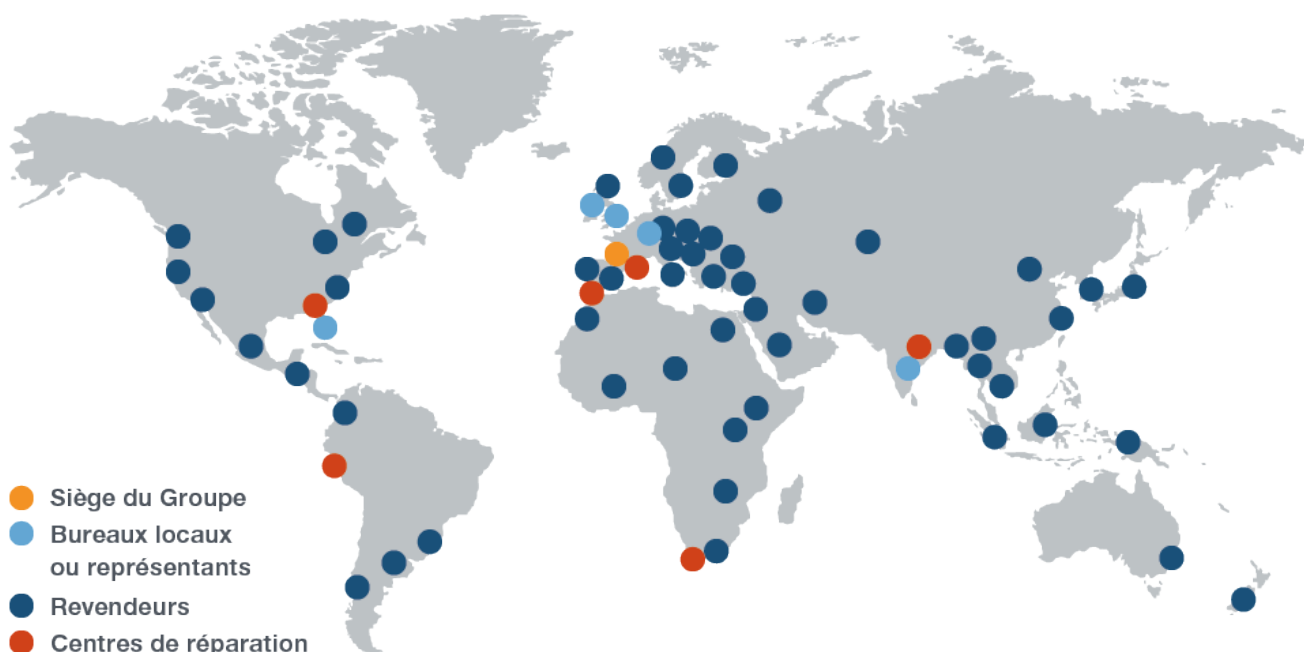 Siège du Groupe
Bureaux locaux
ou représentants
Revendeurs
Centres de réparation